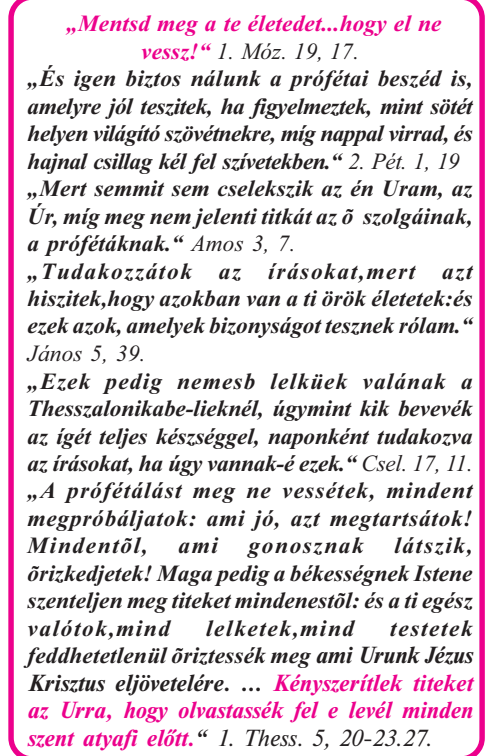 „Mentsd meg a te életedet...hogy el ne
vessz!“ 1. Móz. 19, 17.
„És igen biztos nálunk a prófétai beszéd is,
amelyre jól teszitek, ha figyelmeztek, mint sötét
helyen világító szövétnekre, míg nappal virrad, és
hajnal csillag kél fel szívetekben.“ 2. Pét. 1, 19
„Mert semmit sem cselekszik az én Uram, az
Úr, míg meg nem jelenti titkát az õ szolgáinak,
a prófétáknak.“ Amos 3, 7.
„Tudakozzátok az írásokat,mert azt
hiszitek,hogy azokban van a ti örök életetek:és
ezek azok, amelyek bizonyságot tesznek rólam.“
János 5, 39.
„Ezek pedig nemesb lelküek valának a
Thesszalonikabe-lieknél, úgymint kik bevevék
az ígét teljes készséggel, naponként tudakozva
az írásokat, ha úgy vannak-é ezek.“ Csel. 17, 11.
„A prófétálást meg ne vessétek, mindent
megpróbáljatok: ami jó, azt megtartsátok!
Mindentõl, ami gonosznak látszik,
õrizkedjetek! Maga pedig a békességnek Istene
szenteljen meg titeket mindenestõl: és a ti egész
valótok,mind lelketek,mind testetek
feddhetetlenül õriztessék meg ami Urunk Jézus
Krisztus eljövetelére. ... Kényszerítlek titeket
az Urra, hogy olvastassék fel e levél minden
szent atyafi előtt.“ 1. Thess. 5, 20-23.27.